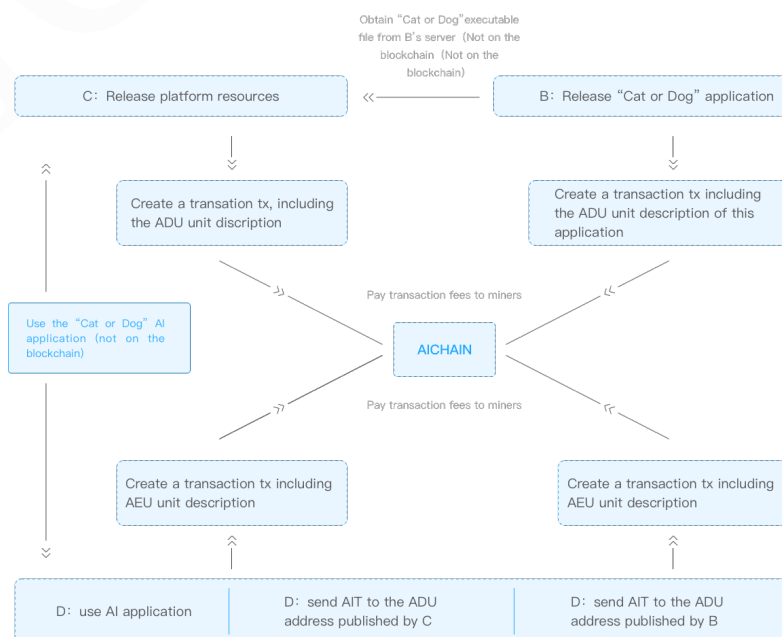 Obtain “Cat or Dog”executable
file from B's server (Not on the
blockchain (Not on the
blockchain)
C: Release platform resources
B: Release “Cat or Dog” application
Create a transation tx, including
the ADU unit discription
Create a transaction tx including
the ADU unit description of this
application
Pay transaction fees to miners
Use the “Cat or Dog” AI
application (not on the
blockchain)
AICHAIN
Pay transaction fees to miners
Create a transaction tx including
AEU unit description
Create a transaction tx including
AEU unit description
D: use AI application
D: send AIT to the ADU
address published by C
D: send AIT to the ADU
address published by B